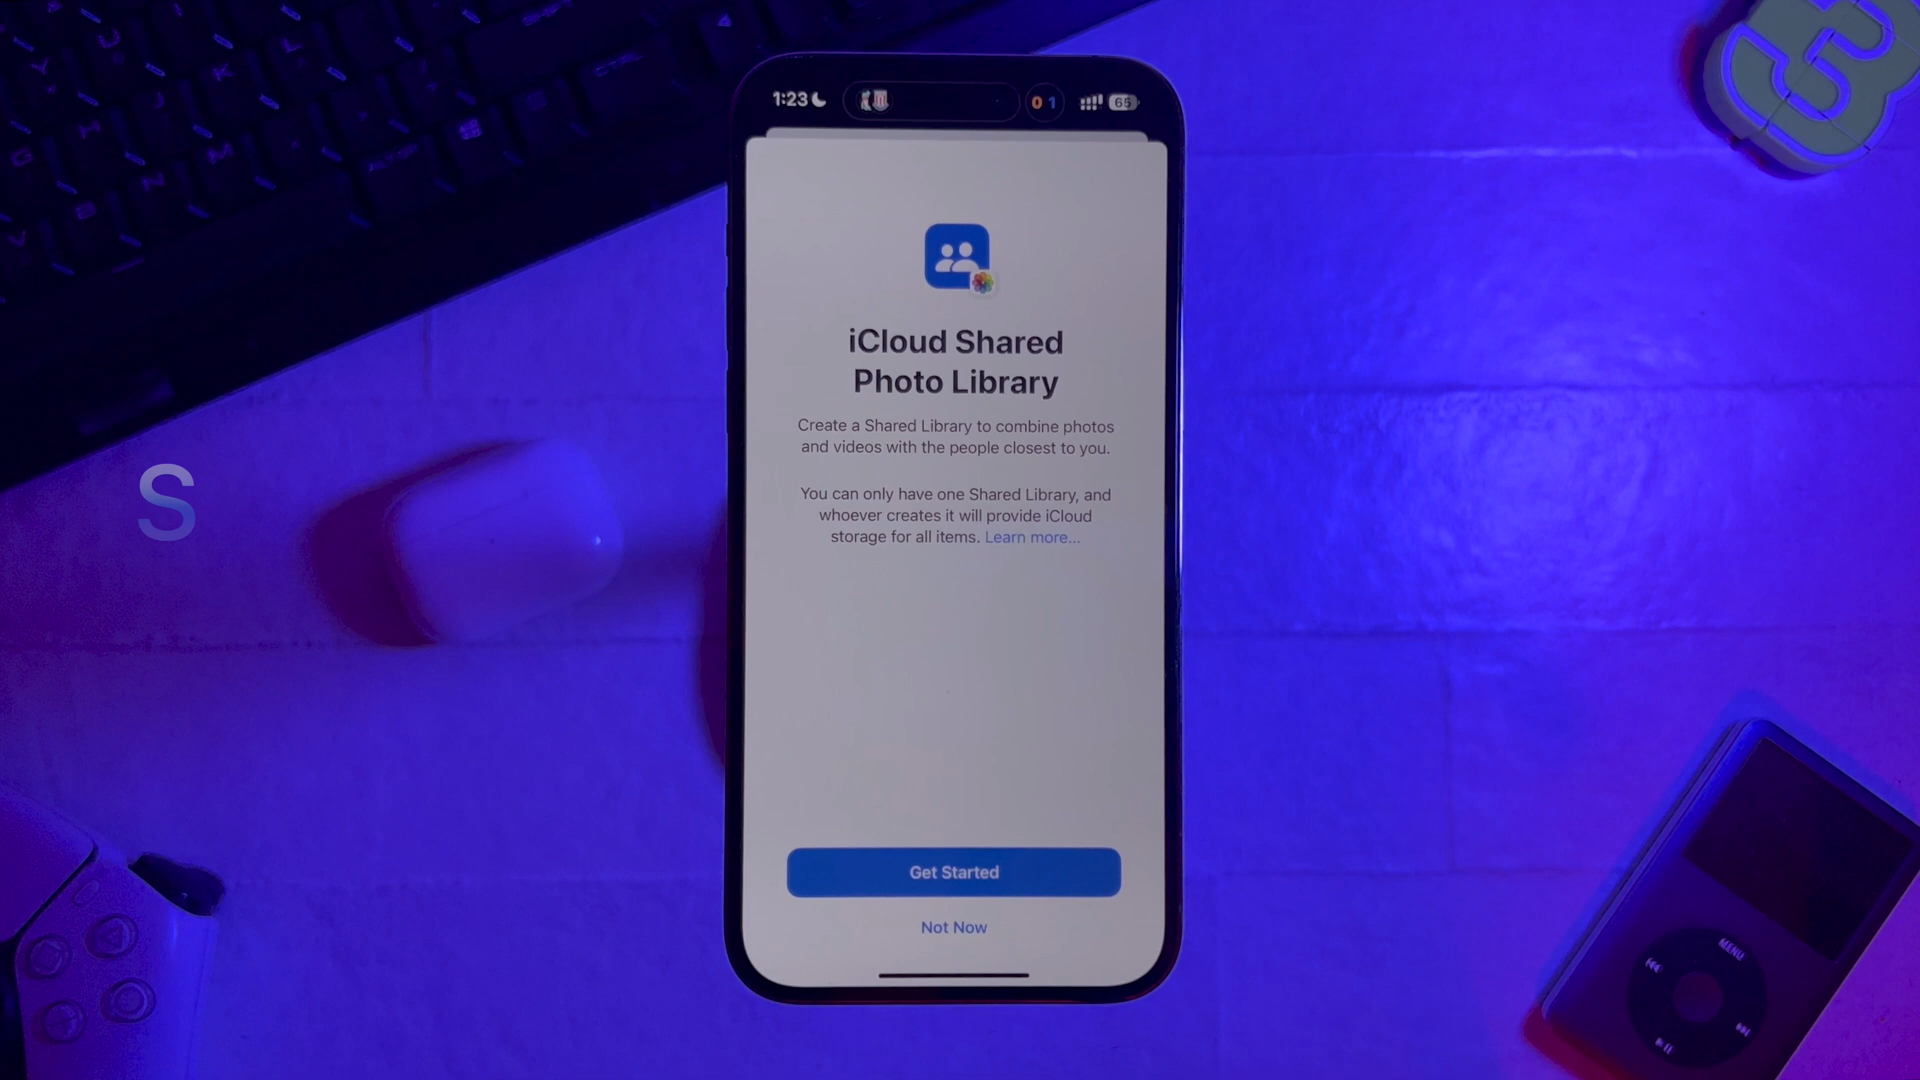 1:23
0 1
65
iCloud Shared
Photo Library
Create a Shared Library to combine photos
and videos with the people closest to you.
You can only have one Shared Library, and
whoever creates it will provide iCloud
storage for all items. Learn more...
Get Started
Not Now
S
MENU